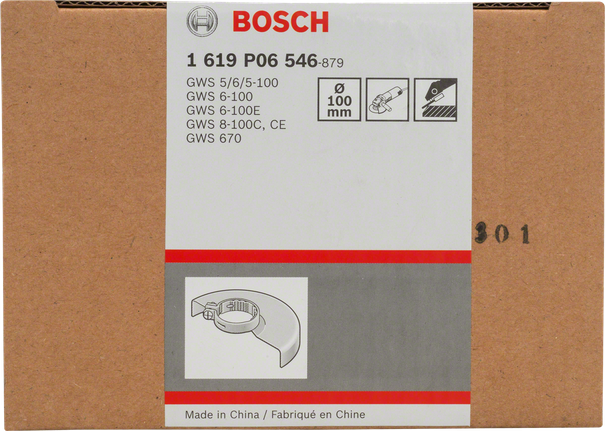 BOSCH
1 619 P06 546-879
GWS 5/6/5-100
GWS 6-100
GWS 6-100E
GWS 8-100C, CE
GWS 670
Ø
100
mm
301
Made in China / Fabriqué en Chine